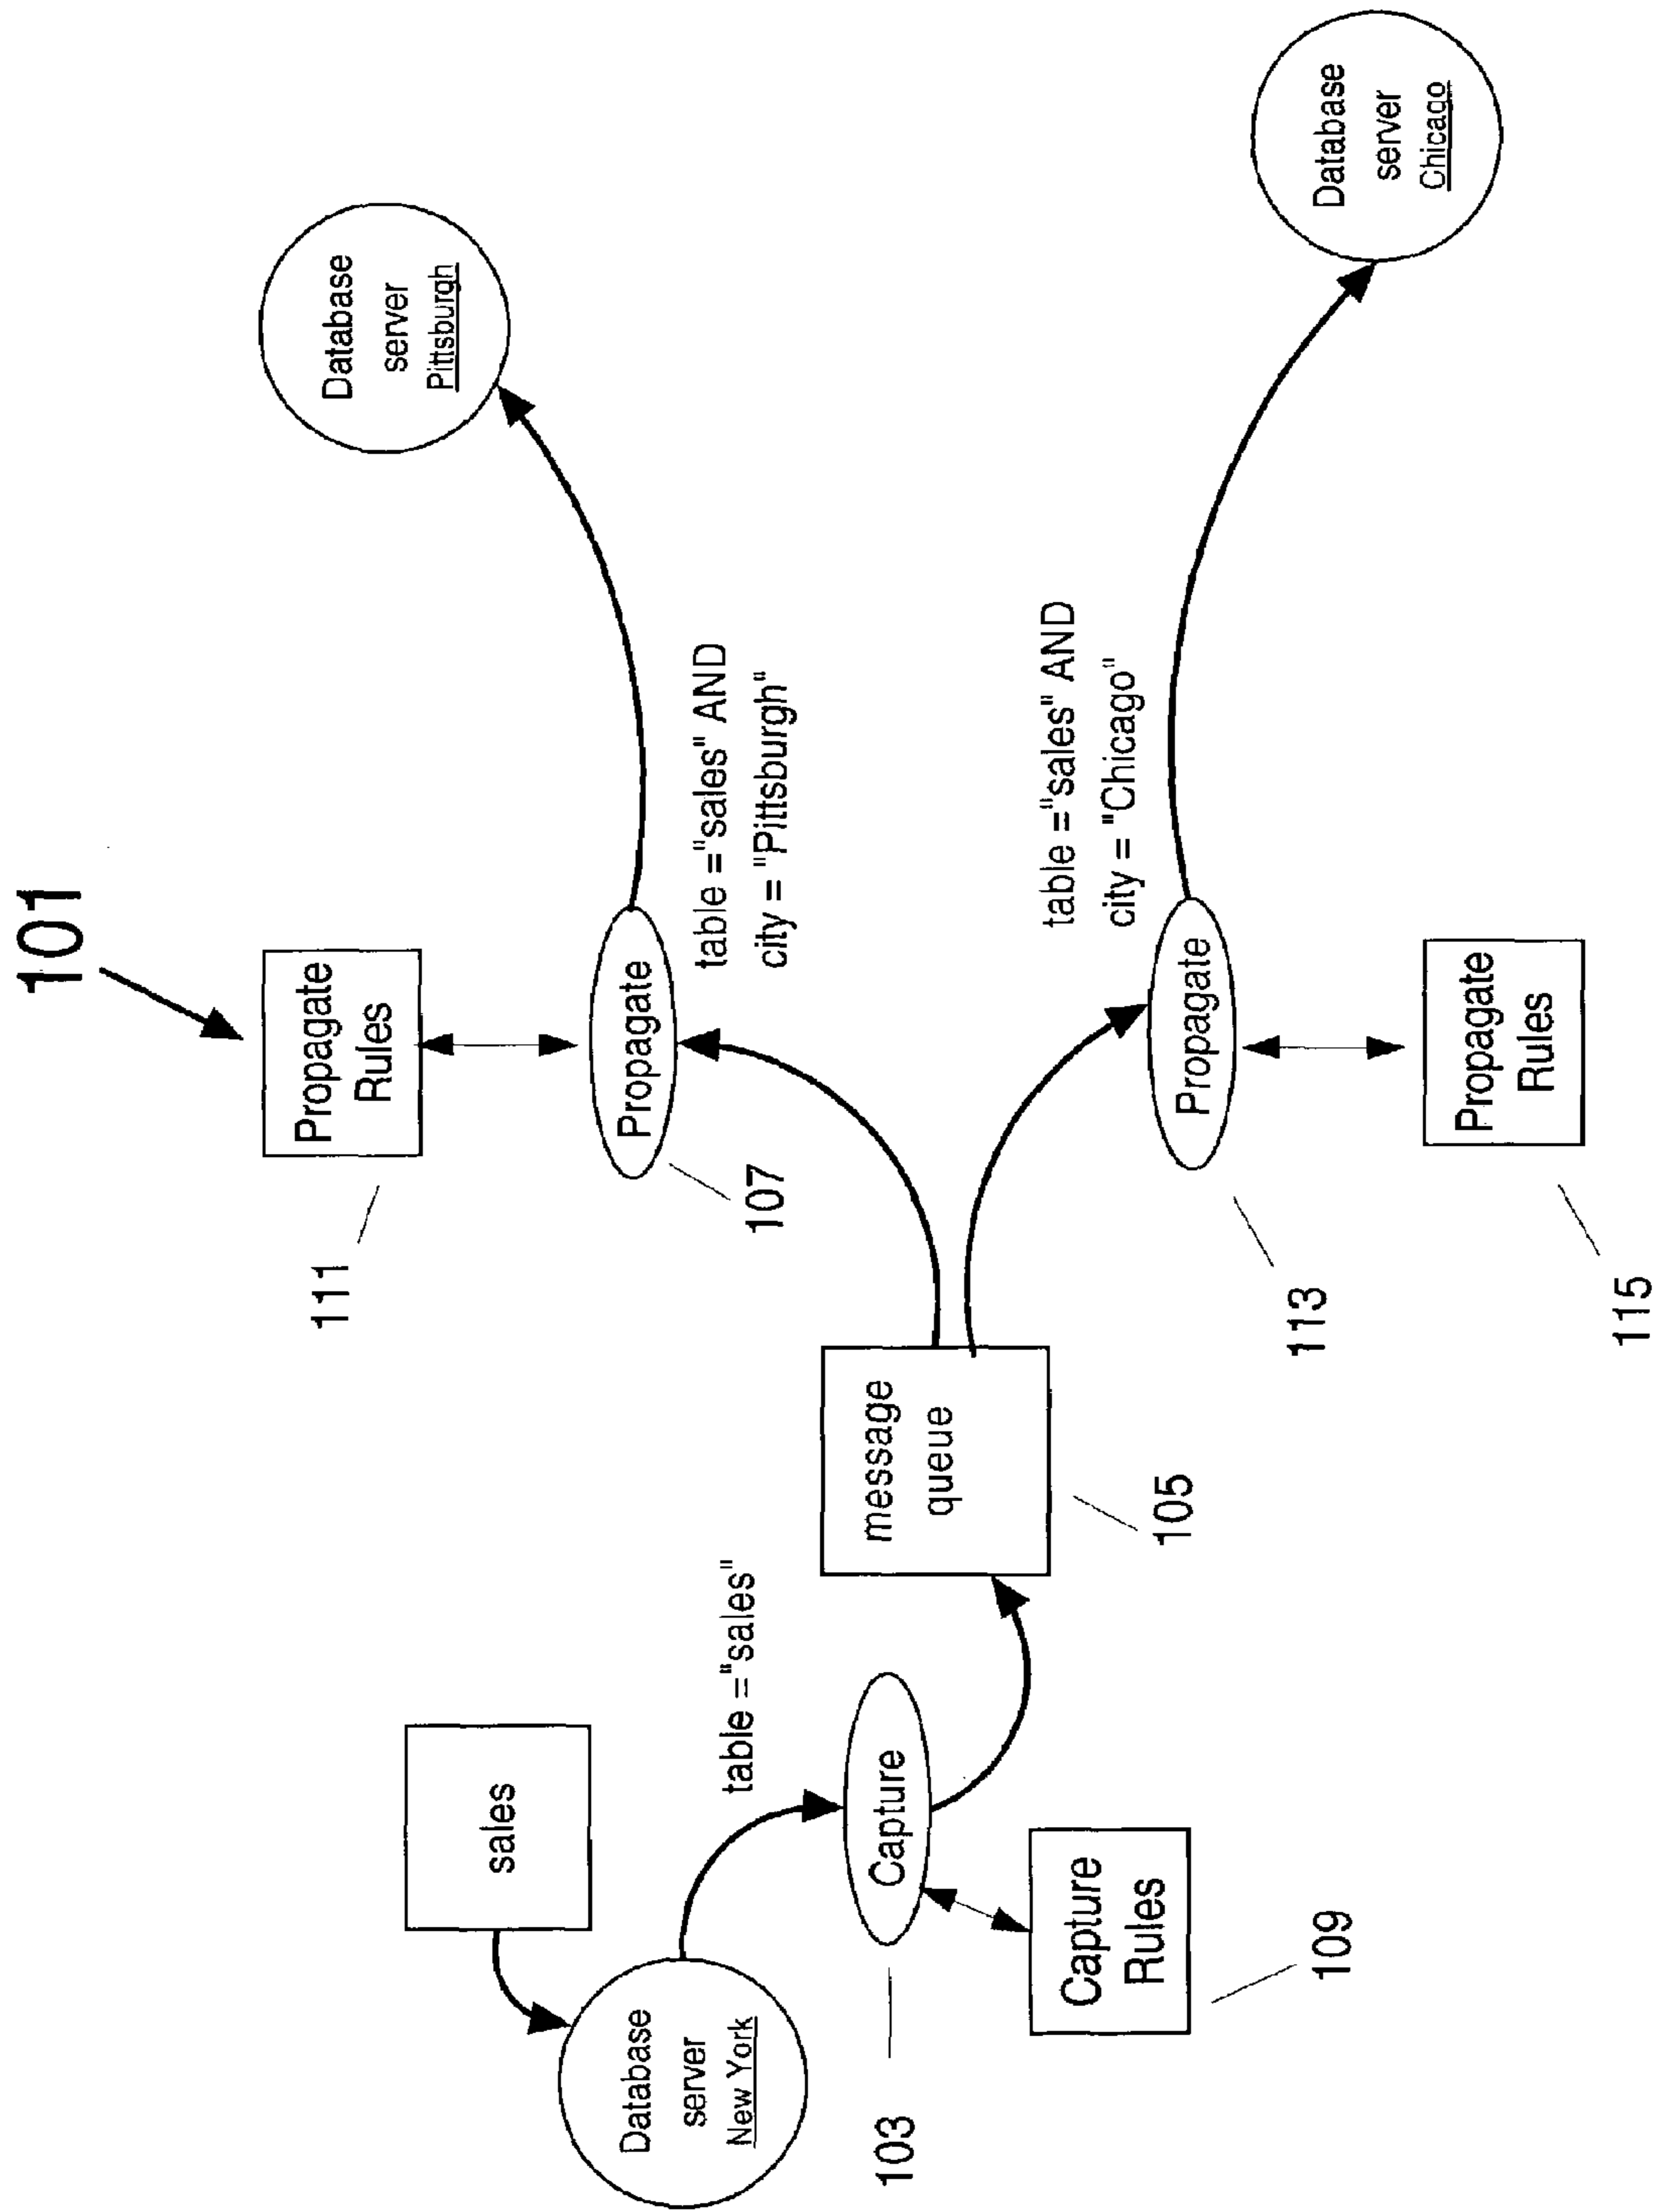 101
Propagate
Rules
111
Propagate
107
table ="sales" AND
city = "Pittsburgh"
Database
server
Pittsburgh
sales
Database
server
New York
table ="sales"
Capture
103
Capture
Rules
109
message
queue
105
table ="sales" AND
city = "Chicago"
Propagate
113
Propagate
Rules
115
Database
server
Chicago